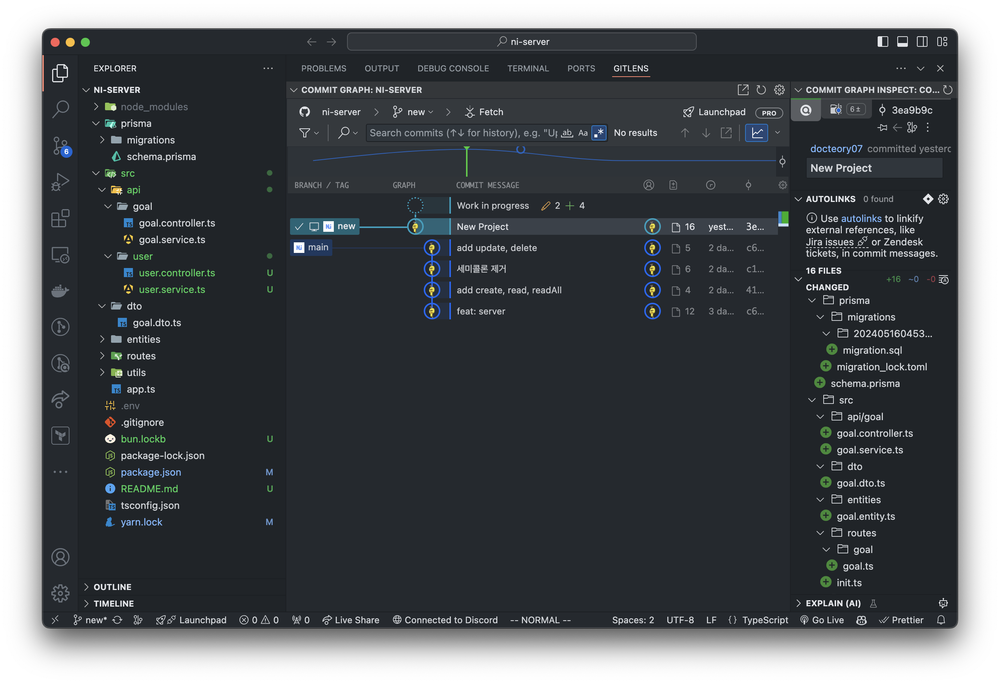 ni-server
EXPLORER
NI-SERVER
node_modules
prisma
migrations
schema.prisma
src
api
goal
goal.controller.ts
goal.service.ts
user
user.controller.ts U
user.service.ts U
dto
goal.dto.ts
entities
routes
utils
app.ts
.env
.gitignore
bun.lockb U
package-lock.json
package.json M
README.md U
tsconfig.json
yarn.lock M
OUTLINE
TIMELINE
6
PROBLEMS OUTPUT DEBUG CONSOLE TERMINAL PORTS GITLENS
COMMIT GRAPH: NI-SERVER
ni-server new Fetch Launchpad PRO
Search commits (↑↓ for history), e.g. "Up ab Aa .* No results
BRANCH / TAG GRAPH COMMIT MESSAGE
Work in progress 2 + 4
Ni new New Project 16 yest... 3e...
Ni main add update, delete 5 2 da... c6...
세미콜론 제거 6 2 da... c1...
add create, read, readAll 4 2 da... 41...
feat: server 12 3 da... c6...
COMMIT GRAPH INSPECT: CO...
6± 3ea9b9c
docteory07 committed yesterd
New Project
AUTOLINKS 0 found
Use autolinks to linkify
external references, like
Jira issues or Zendesk
tickets, in commit messages.
16 FILES
CHANGED +16 ~0 -0
prisma
migrations
202405160453...
migration.sql
migration_lock.toml
schema.prisma
src
api/goal
goal.controller.ts
goal.service.ts
dto
goal.dto.ts
entities
goal.entity.ts
routes
goal
goal.ts
init.ts
EXPLAIN (AI)
new* Launchpad 0 0 0 Live Share Connected to Discord -- NORMAL -- Spaces: 2 UTF-8 LF {} TypeScript Go Live Prettier